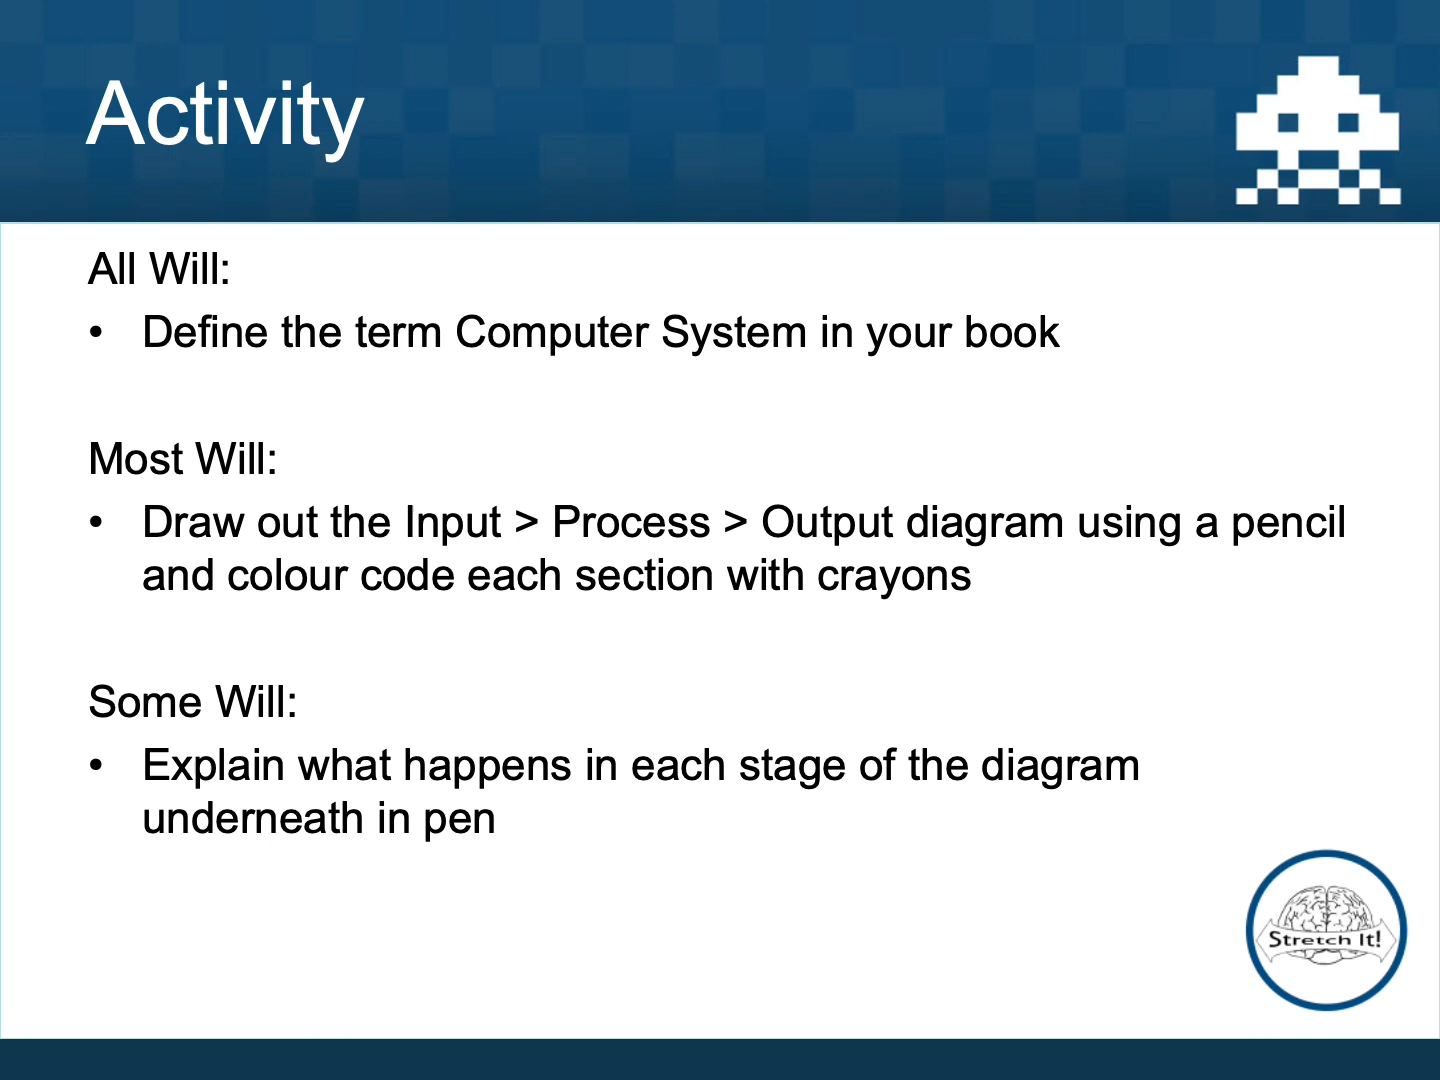 Activity
All Will:
• Define the term Computer System in your book
Most Will:
• Draw out the Input > Process > Output diagram using a pencil
and colour code each section with crayons
Some Will:
• Explain what happens in each stage of the diagram
underneath in pen
Stretch It!